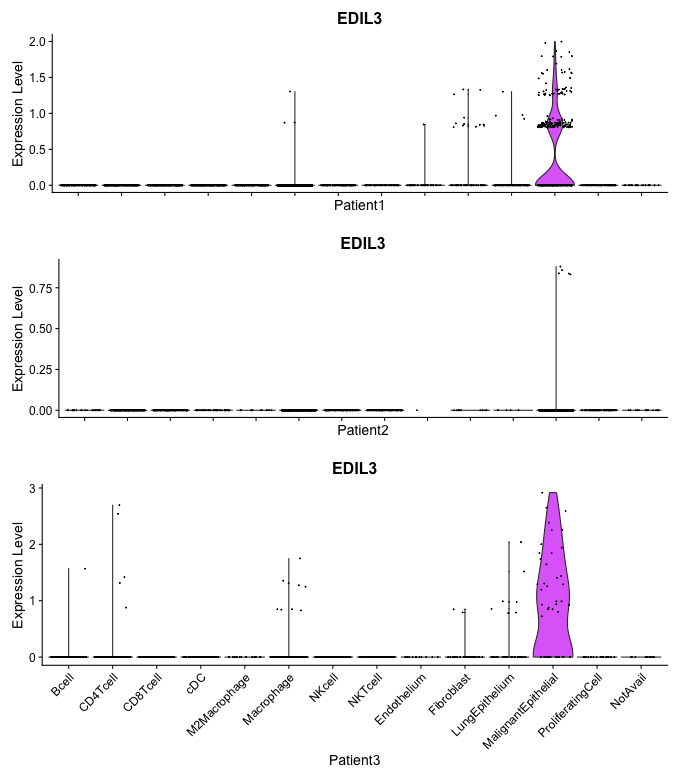 EDIL3
2.0
1.5
1.0
0.5
0.0
Expression Level
Patient1
EDIL3
0.75
0.50
0.25
0.00
Expression Level
Patient2
EDIL3
3
2
1
0
Expression Level
Bcell
CD4Tcell
CD8Tcell
cDC
M2Macrophage
Macrophage
NKcell
NKTcell
Endothelium
Fibroblast
LungEpithelium
MalignantEpithelial
ProliferatingCell
NotAvail
Patient3